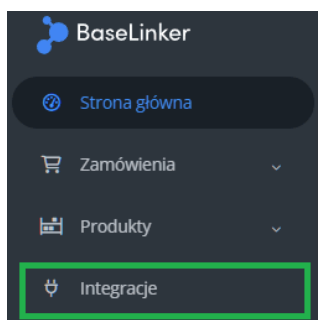 BaseLinker
Strona główna
Zamówienia
Produkty
Integracje